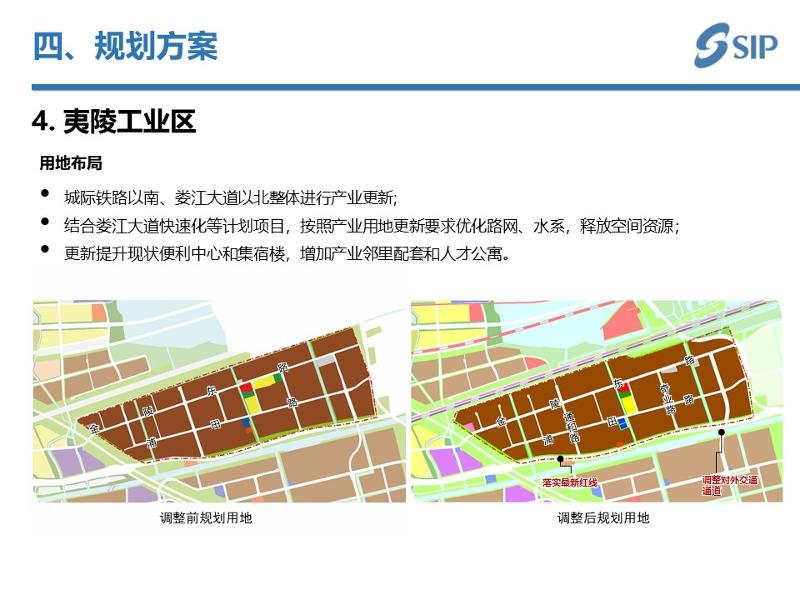 四、规划方案
SIP
4. 夷陵工业区
用地布局
城际铁路以南、娄江大道以北整体进行产业更新;
结合娄江大道快速化等计划项目，按照产业用地更新要求优化路网、水系，释放空间资源；
更新提升现状便利中心和集宿楼，增加产业邻里配套和人才公寓。
金 陵 东 路
浦 田 路
金 陵 东 路
浦 田 路
通和路
落实最新红线
调整对外交通
通道
调整前规划用地
调整后规划用地